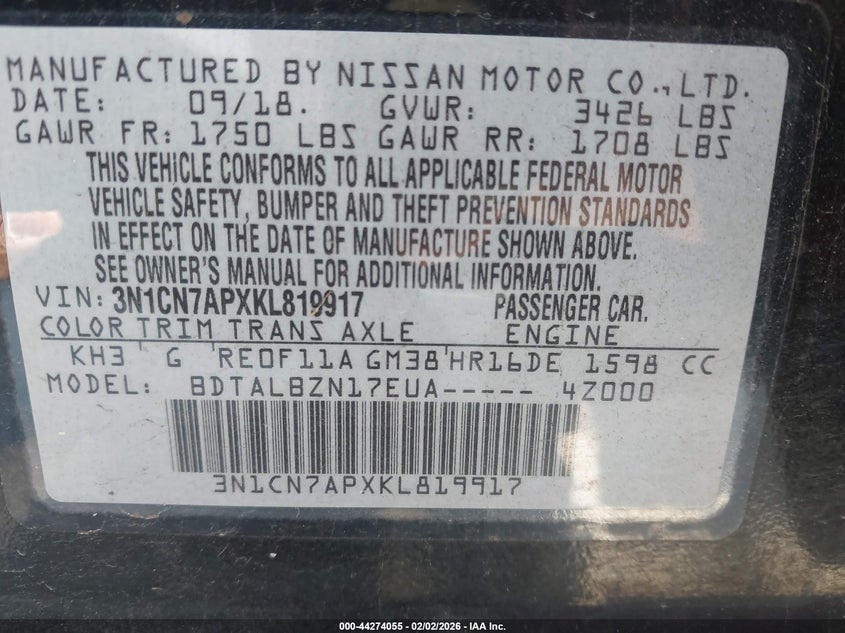 MANUFACTURED BY NISSAN MOTOR CO., LTD.
DATE: 09/18. GVWR: 3426 LBS
GAWR FR: 1750 LBS GAWR RR: 1708 LBS
THIS VEHICLE CONFORMS TO ALL APPLICABLE FEDERAL MOTOR
VEHICLE SAFETY, BUMPER AND THEFT PREVENTION STANDARDS
IN EFFECT ON THE DATE OF MANUFACTURE SHOWN ABOVE.
SEE OWNER'S MANUAL FOR ADDITIONAL INFORMATION.
VIN: 3N1CN7APXKL819917 PASSENGER CAR.
COLOR TRIM TRANS AXLE ENGINE
KH3 G RE0F11A GM38 HR16DE 1598 CC
MODEL: BDTALBZN17EUA----- 4Z000
3N1CN7APXKL819917
000-44274055 | 02/02/2026 | IAA Inc.